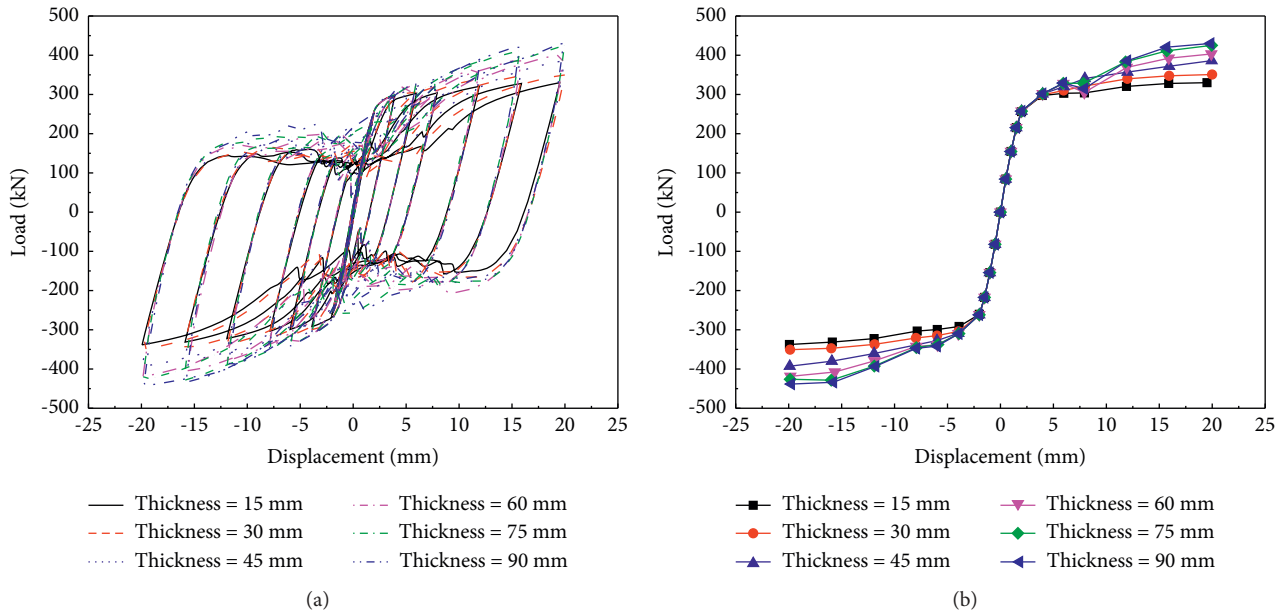 500
400
300
200
100
0
-100
-200
-300
-400
-500
Load (kN)
-25 -20 -15 -10 -5 0 5 10 15 20 25
Displacement (mm)
Thickness = 15 mm
Thickness = 30 mm
Thickness = 45 mm
Thickness = 60 mm
Thickness = 75 mm
Thickness = 90 mm
(a)
500
400
300
200
100
0
-100
-200
-300
-400
-500
Load (kN)
-25 -20 -15 -10 -5 0 5 10 15 20 25
Displacement (mm)
Thickness = 15 mm
Thickness = 30 mm
Thickness = 45 mm
Thickness = 60 mm
Thickness = 75 mm
Thickness = 90 mm
(b)